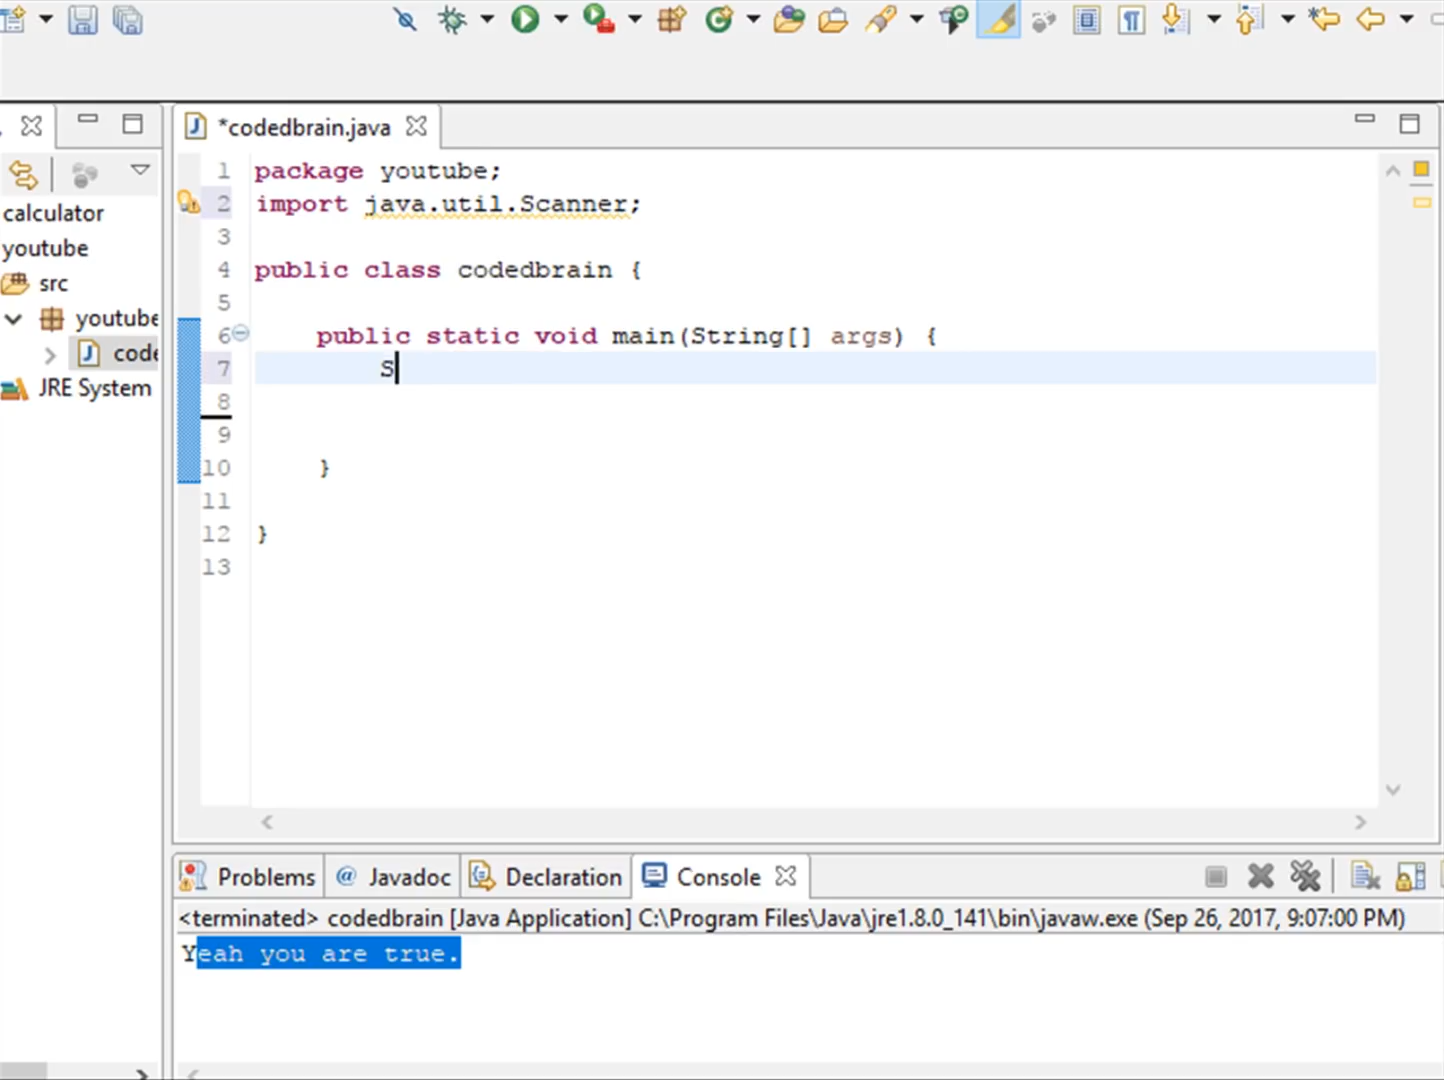 *codedbrain.java
calculator
youtube
src
youtube
code
JRE System
1 package youtube;
2 import java.util.Scanner;
3
4 public class codedbrain {
5
6 public static void main(String[] args) {
7 S
8
9
10 }
11
12 }
13
Problems @ Javadoc Declaration Console
<terminated> codedbrain [Java Application] C:\Program Files\Java\jre1.8.0_141\bin\javaw.exe (Sep 26, 2017, 9:07:00 PM)
Yeah you are true.